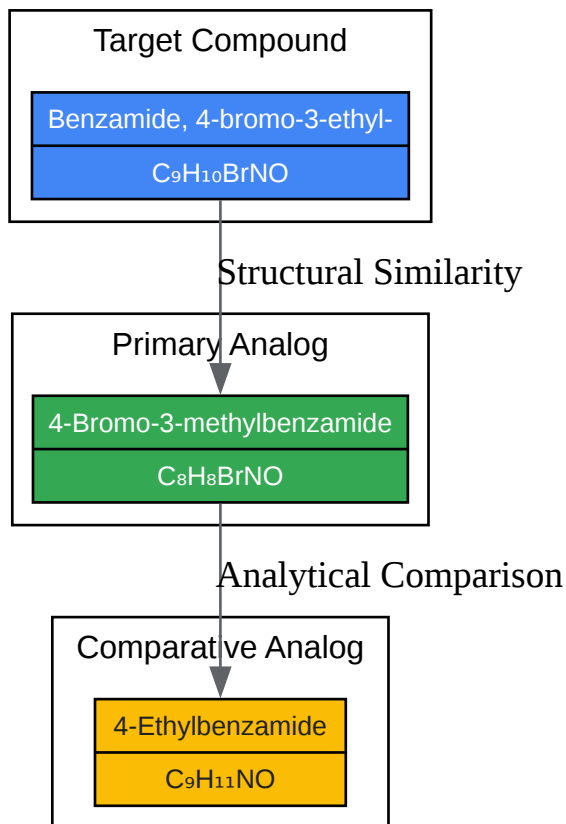 Target Compound
Benzamide, 4-bromo-3-ethyl-
C₉H₁₀BrNO
Structural Similarity
Primary Analog
4-Bromo-3-methylbenzamide
C₈H₈BrNO
Analytical Comparison
Comparative Analog
4-Ethylbenzamide
C₉H₁₁NO